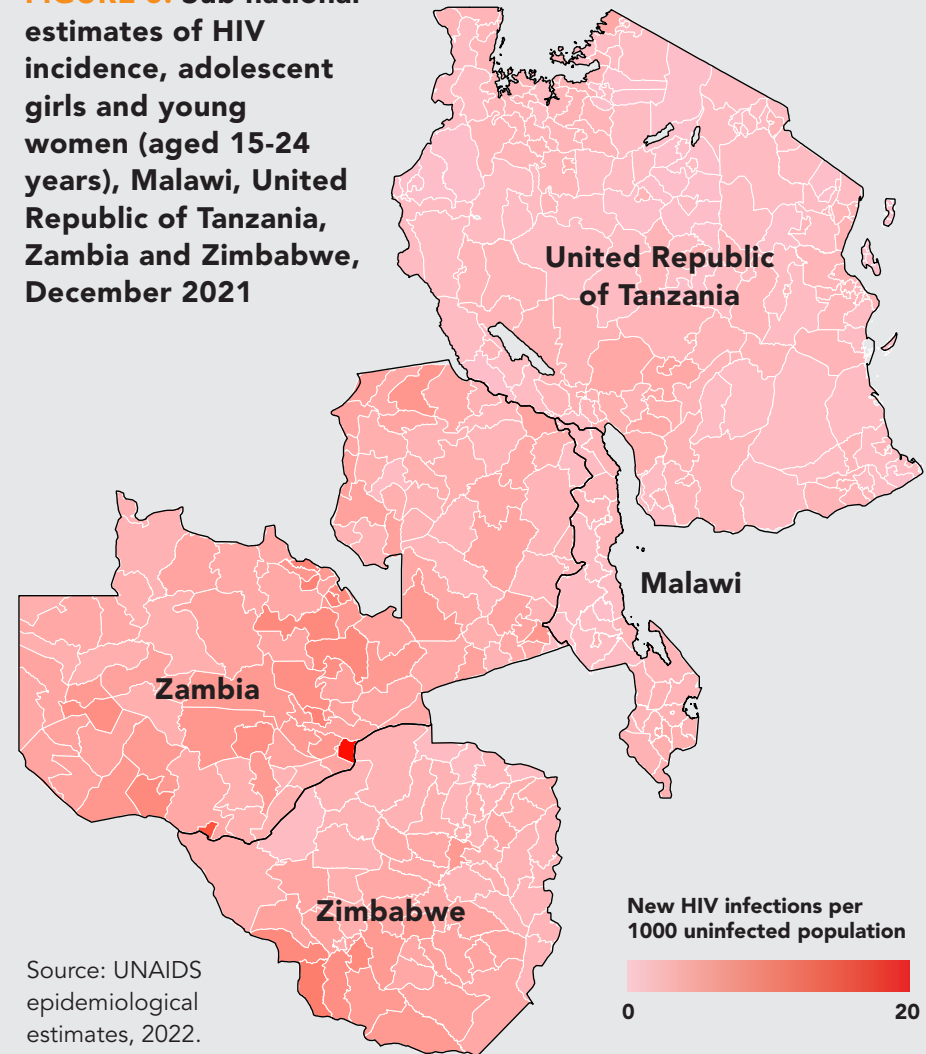 FIGURE 3. Sub-national
estimates of HIV
incidence, adolescent
girls and young
women (aged 15-24
years), Malawi, United
Republic of Tanzania,
Zambia and Zimbabwe,
December 2021
United Republic
of Tanzania
Malawi
Zambia
Zimbabwe
New HIV infections per
1000 uninfected population
0
20
Source: UNAIDS
epidemiological
estimates, 2022.